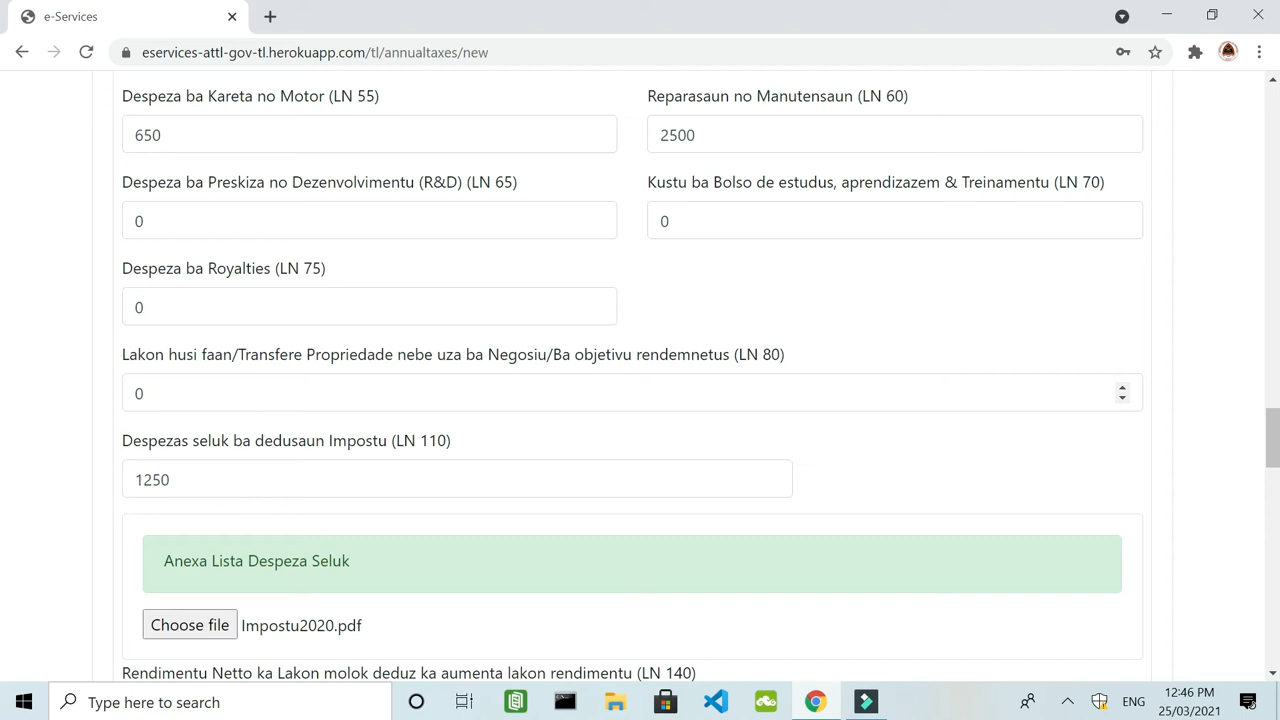 e-Services
eservices-attl-gov-tl.herokuapp.com/tl/annualtaxes/new
Despeza ba Kareta no Motor (LN 55)
Reparasaun no Manutensaun (LN 60)
650
2500
Despeza ba Preskiza no Dezenvolvimentu (R&D) (LN 65)
Kustu ba Bolso de estudus, aprendizazem & Treinamentu (LN 70)
0
0
Despeza ba Royalties (LN 75)
0
Lakon husi faan/Transfere Propriedade nebe uza ba Negosiu/Ba objetivu rendemnetus (LN 80)
0
Despezas seluk ba dedusaun Impostu (LN 110)
1250
Anexa Lista Despeza Seluk
Choose file Impostu2020.pdf
Rendimentu Netto ka Lakon molok deduz ka aumenta lakon rendimentu (LN 140)
Type here to search
ENG
12:46 PM
25/03/2021